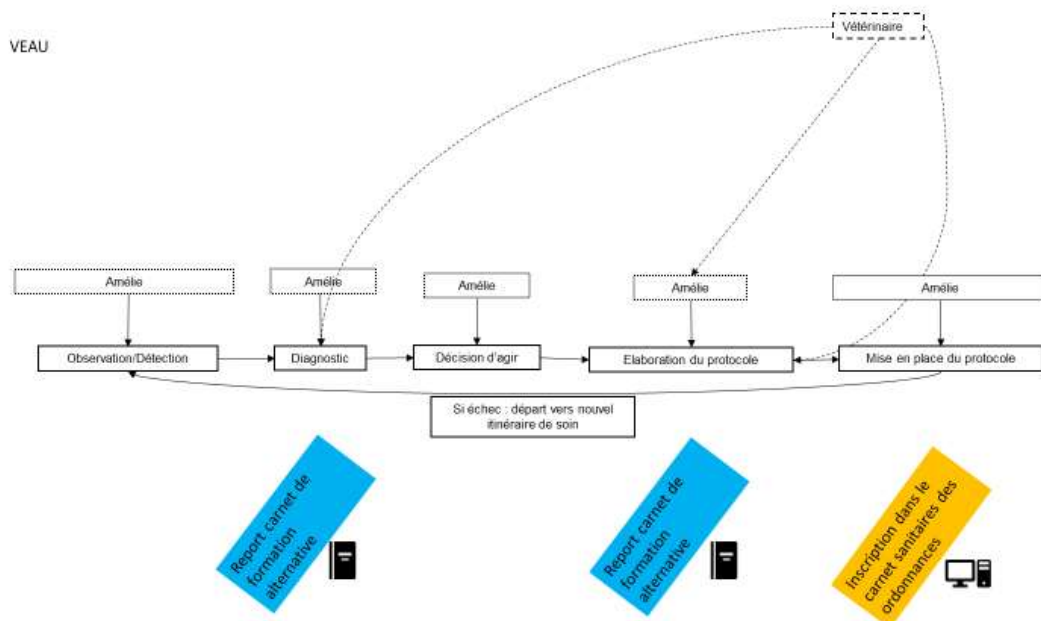 VEAU
Vétérinaire
Amélie
Amélie
Amélie
Amélie
Amélie
Observation/Détection
Diagnostic
Décision d'agir
Elaboration du protocole
Mise en place du protocole
Si échec : départ vers nouvel
itinéraire de soin
Report carnet de
formation
alternative
Report carnet de
formation
alternative
Inscription dans le
carnet sanitaires des
ordonnances